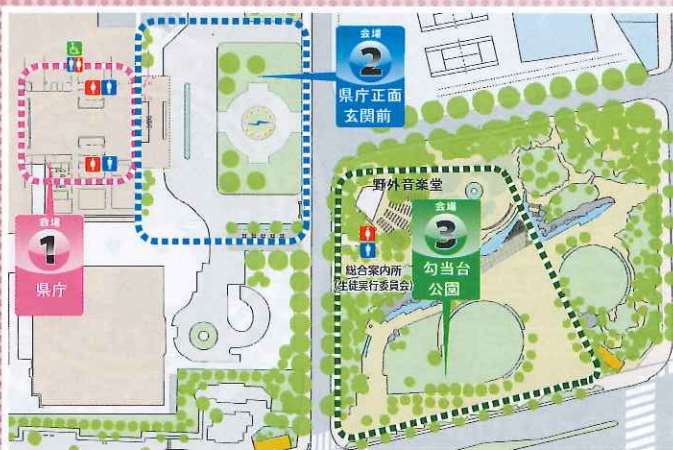 会場
2
県庁正面
玄関前
会場
1
県庁
野外音楽堂
会場
3
勾当台
公園
総合案内所
(生徒実行委員会)